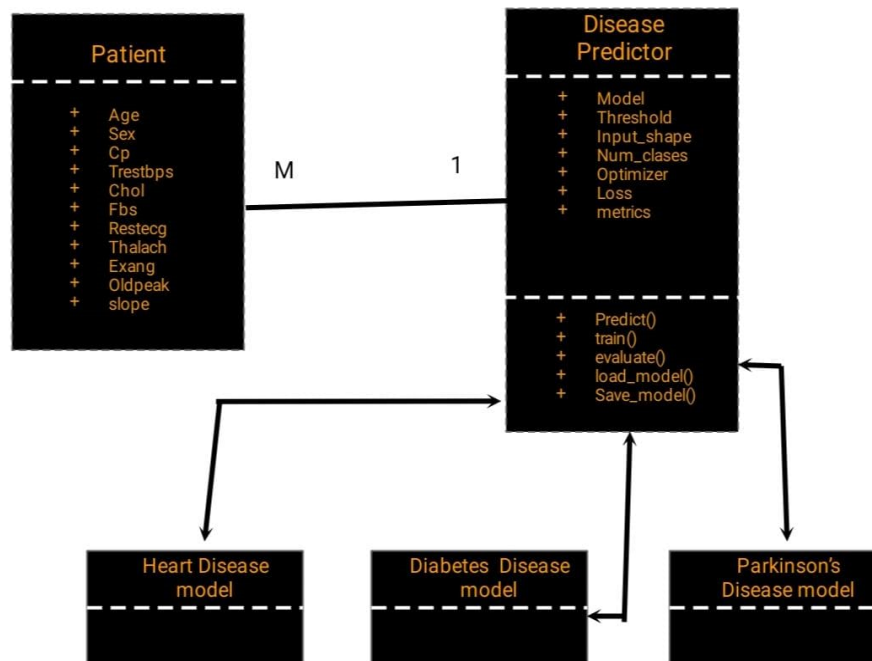 Patient
+ Age
+ Sex
+ Cp
+ Trestbps
+ Chol
+ Fbs
+ Restecg
+ Thalach
+ Exang
+ Oldpeak
+ slope
M
1
Disease
Predictor
+ Model
+ Threshold
+ Input_shape
+ Num_clases
+ Optimizer
+ Loss
+ metrics
+ Predict()
+ train()
+ evaluate()
+ load_model()
+ Save_model()
Heart Disease
model
Diabetes Disease
model
Parkinson's
Disease model